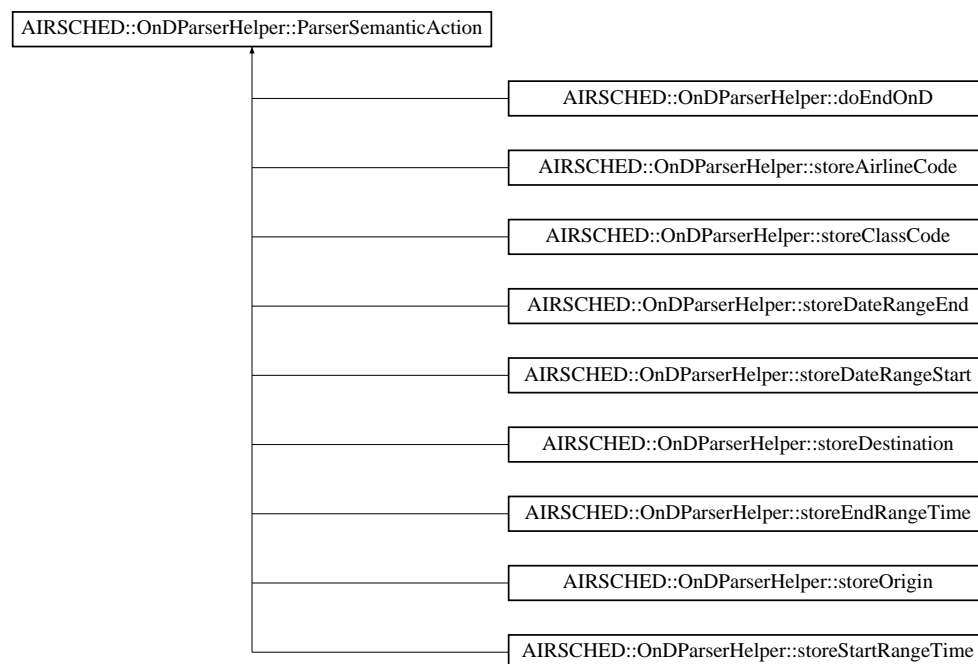 AIRSCHED::OnDParserHelper::ParserSemanticAction
AIRSCHED::OnDParserHelper::doEndOnD
AIRSCHED::OnDParserHelper::storeAirlineCode
AIRSCHED::OnDParserHelper::storeClassCode
AIRSCHED::OnDParserHelper::storeDateRangeEnd
AIRSCHED::OnDParserHelper::storeDateRangeStart
AIRSCHED::OnDParserHelper::storeDestination
AIRSCHED::OnDParserHelper::storeEndRangeTime
AIRSCHED::OnDParserHelper::storeOrigin
AIRSCHED::OnDParserHelper::storeStartRangeTime